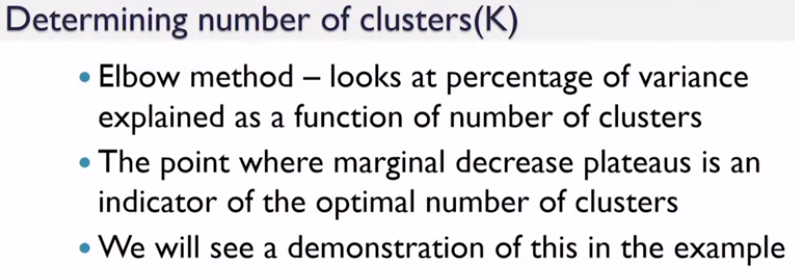 Determining number of clusters(K)
• Elbow method – looks at percentage of variance
explained as a function of number of clusters
• The point where marginal decrease plateaus is an
indicator of the optimal number of clusters
• We will see a demonstration of this in the example